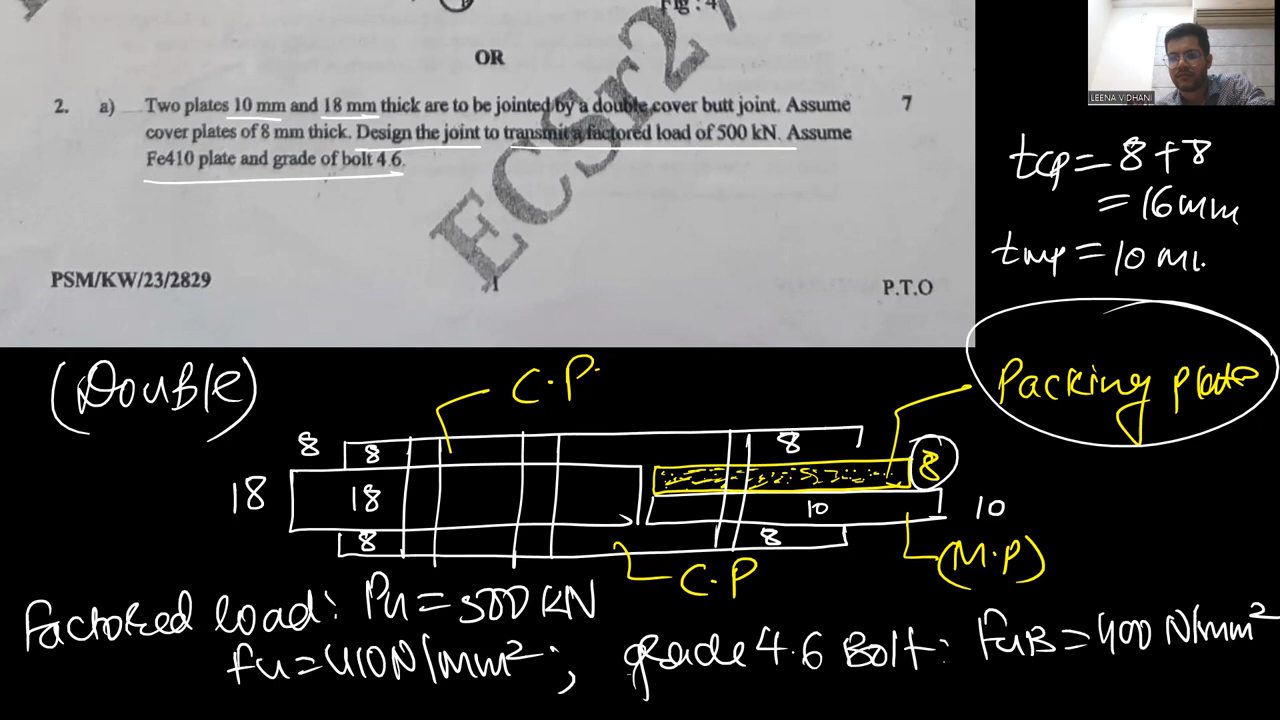 Fig : 4
OR
2. a) Two plates 10 mm and 18 mm thick are to be jointed by a double cover butt joint. Assume 7
cover plates of 8 mm thick. Design the joint to transmit a factored load of 500 kN. Assume
Fe410 plate and grade of bolt 4.6.
ECSr27
PSM/KW/23/2829
1
P.T.O
LEENA VIDHANI
tcp = 8+8
= 16mm
tmp = 10 m
Packing plate
(Double)
C.P.
8 8 8 8
18 18 10 10
8 8
C.P (M.P)
Factored load: Pu = 500 KN
fu = 410 N/mm²; grade 4.6 Bolt: FuB = 400 N/mm²